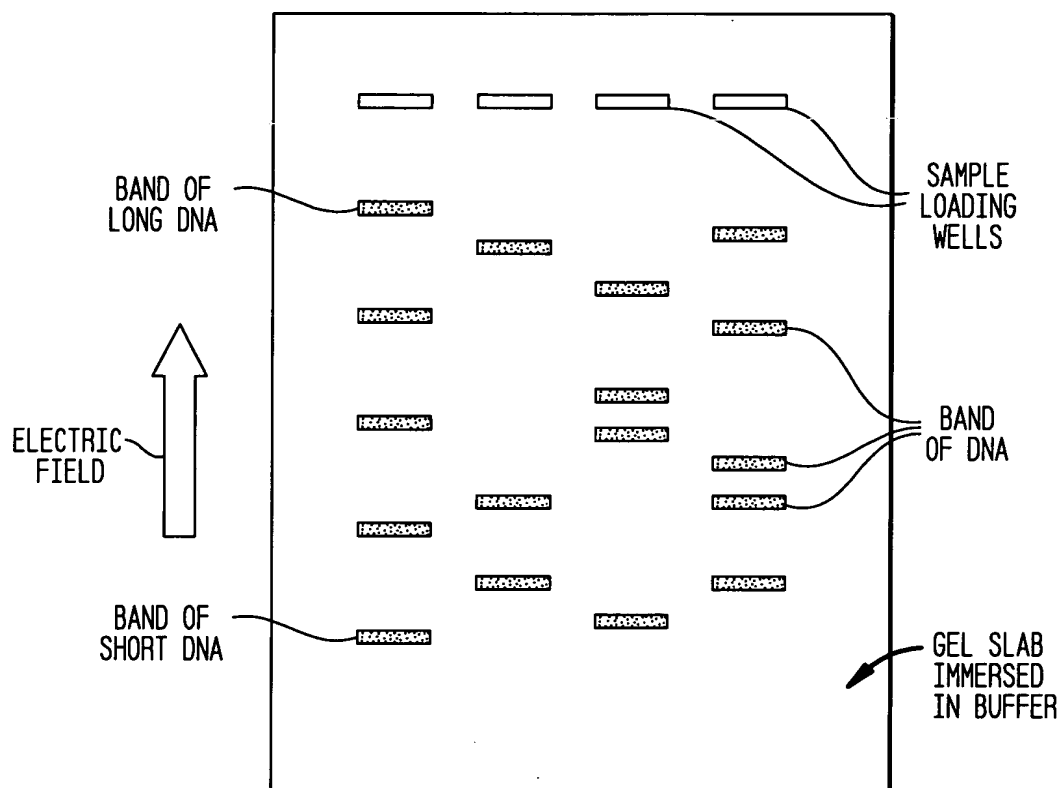 BAND OF
LONG DNA
SAMPLE
LOADING
WELLS
ELECTRIC
FIELD
BAND
OF DNA
BAND OF
SHORT DNA
GEL SLAB
IMMERSED
IN BUFFER